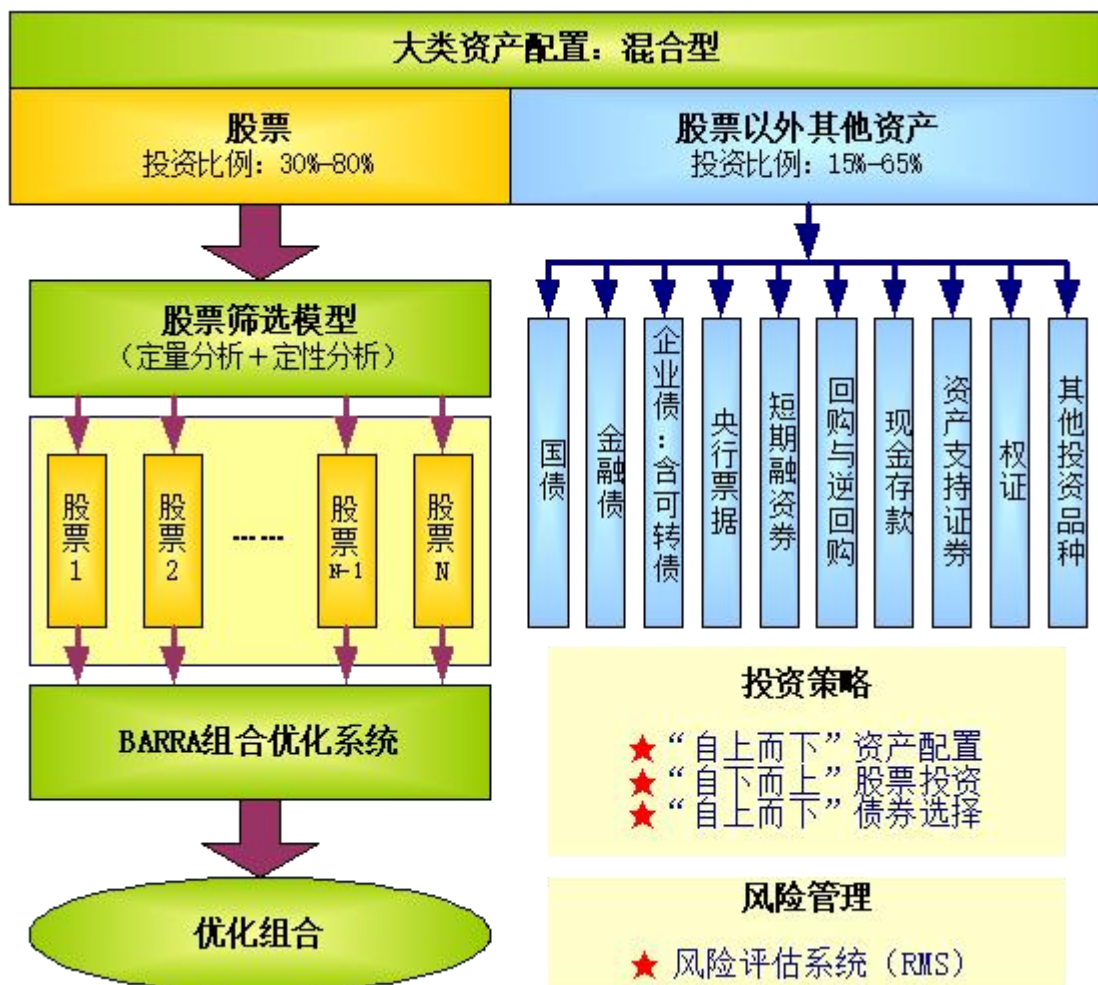 大类资产配置：混合型
股票
投资比例：30%-80%
股票以外其他资产
投资比例：15%-65%
股票筛选模型
（定量分析＋定性分析）
股票1
股票2
……
股票N-1
股票N
BARRA组合优化系统
优化组合
国债
金融债
企业债：含可转债
央行票据
短期融资券
回购与逆回购
现金存款
资产支持证券
权证
其他投资品种
投资策略
★“自上而下”资产配置
★“自下而上”股票投资
★“自上而下”债券选择
风险管理
★ 风险评估系统（RMS）